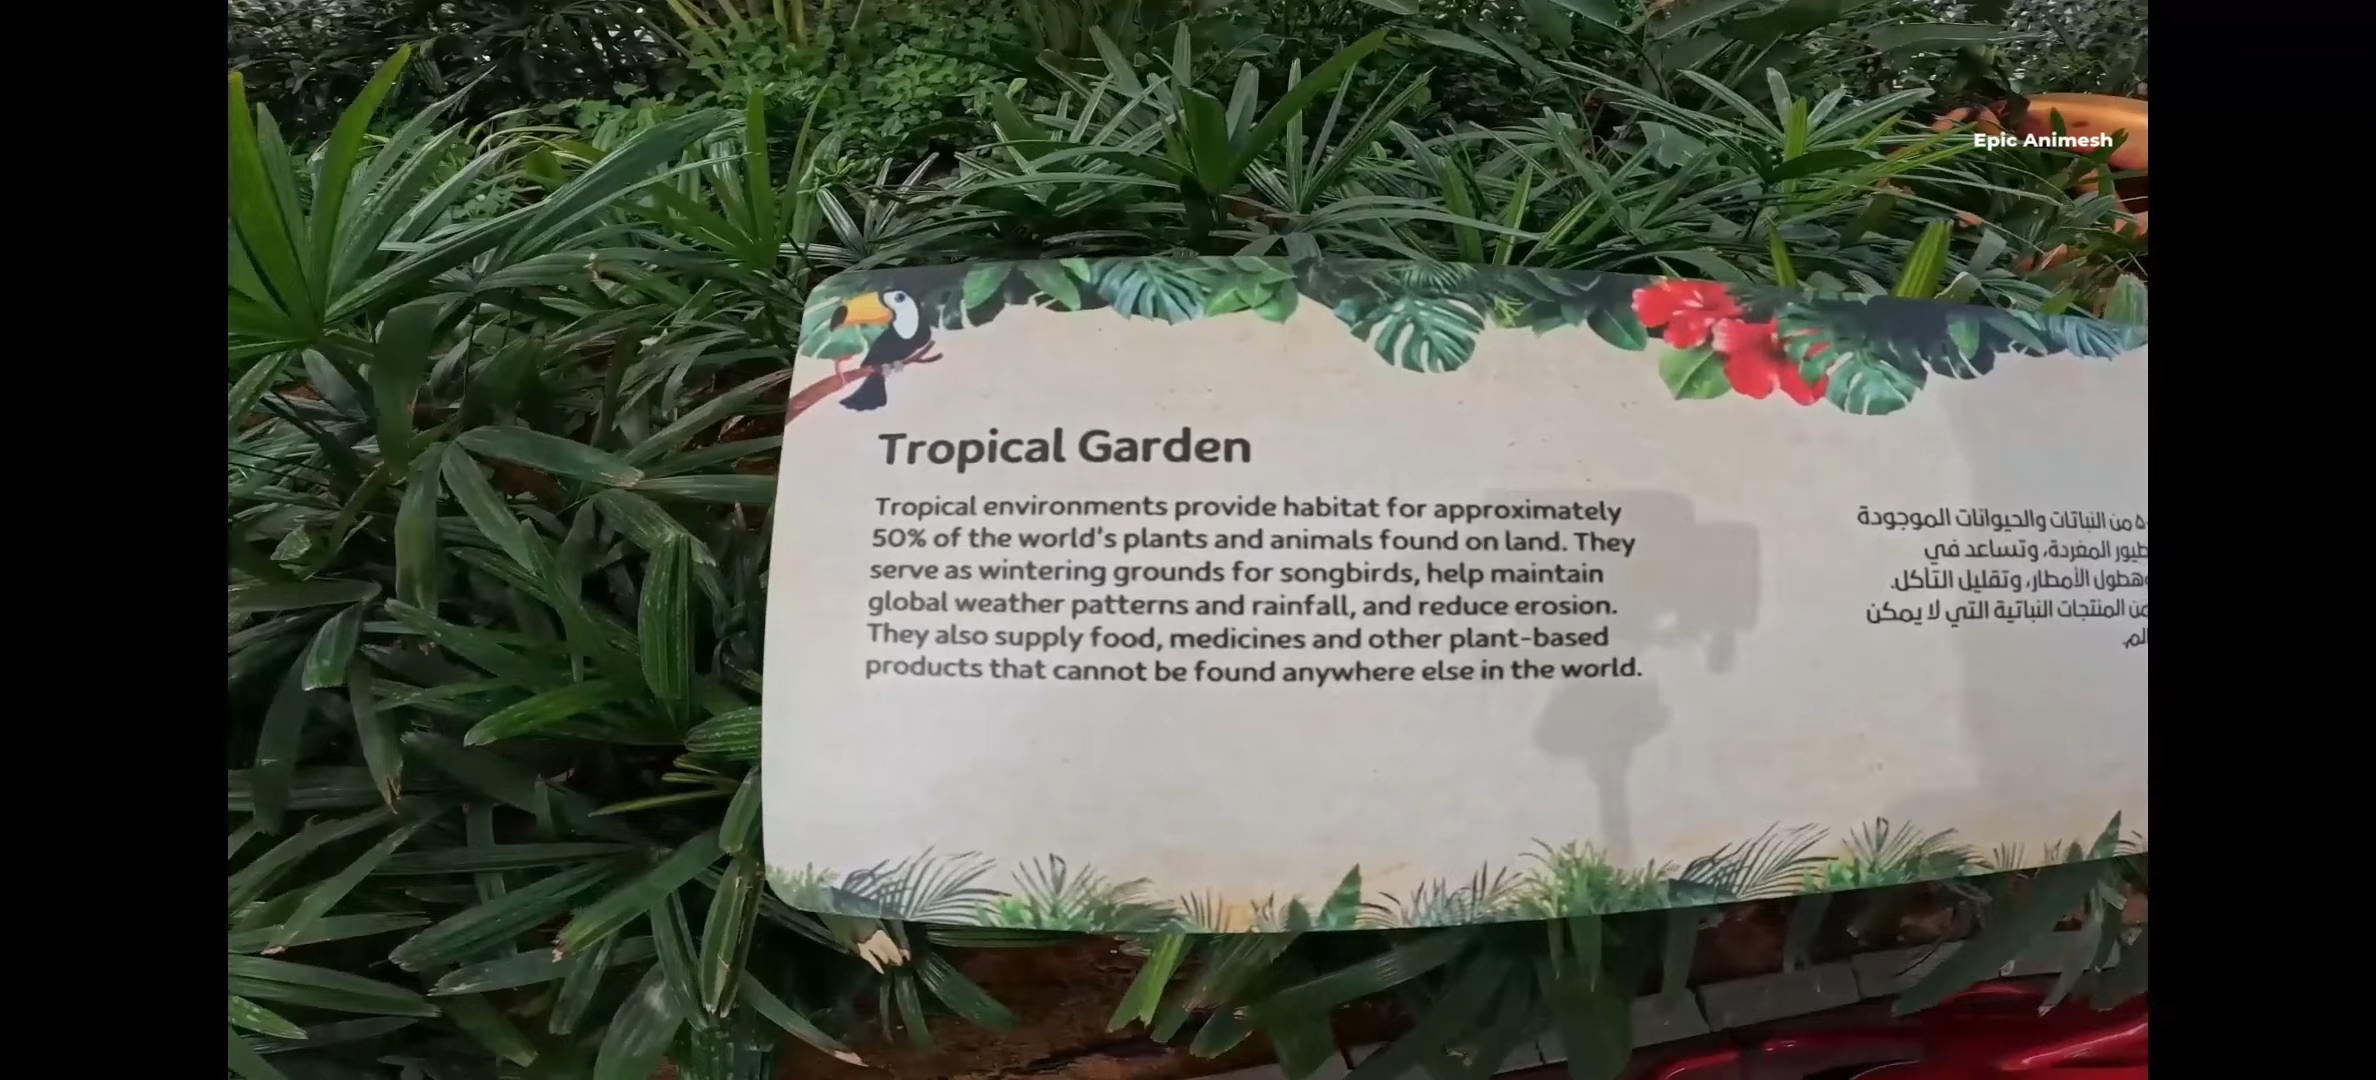 Epic Animesh
Tropical Garden
Tropical environments provide habitat for approximately
50% of the world's plants and animals found on land. They
serve as wintering grounds for songbirds, help maintain
global weather patterns and rainfall, and reduce erosion.
They also supply food, medicines and other plant-based
products that cannot be found anywhere else in the world.
من النباتات والحيوانات الموجودة
المغردة، وتساعد في
هطول الأمطار، وتقليل التآكل.
المنتجات النباتية التي لا يمكن